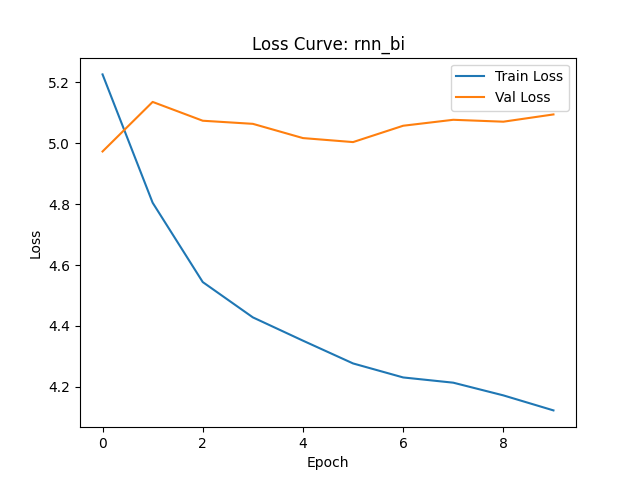 Loss Curve: rnn_bi
Train Loss
Val Loss
5.2
5.0
4.8
4.6
4.4
4.2
Loss
0 2 4 6 8
Epoch